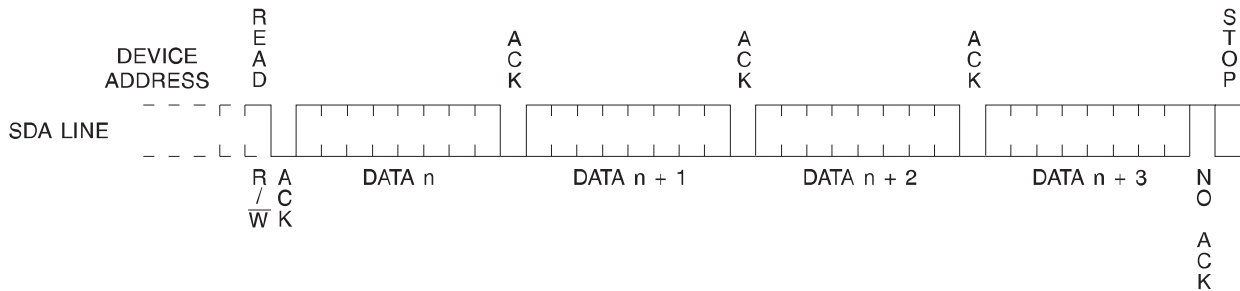 READ
ACK
ACK
ACK
STOP
DEVICE
ADDRESS
SDA LINE
R/W
ACK
DATA n
DATA n + 1
DATA n + 2
DATA n + 3
NO ACK